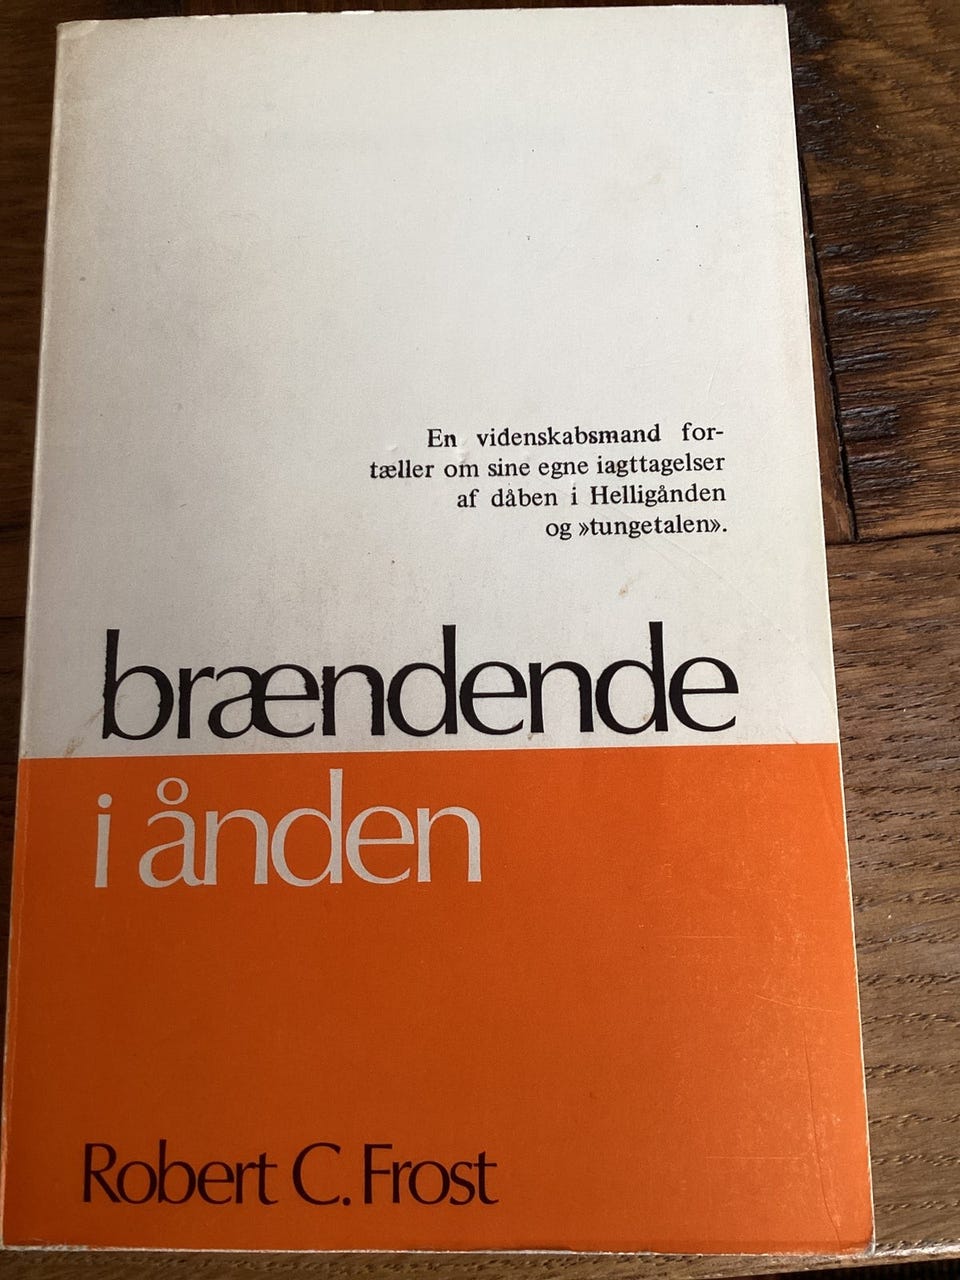 En videnskabsmand for-
tæller om sine egne iagttagelser
af dåben i Helligånden
og »tungetalen».
brændende
i ånden
Robert C. Frost